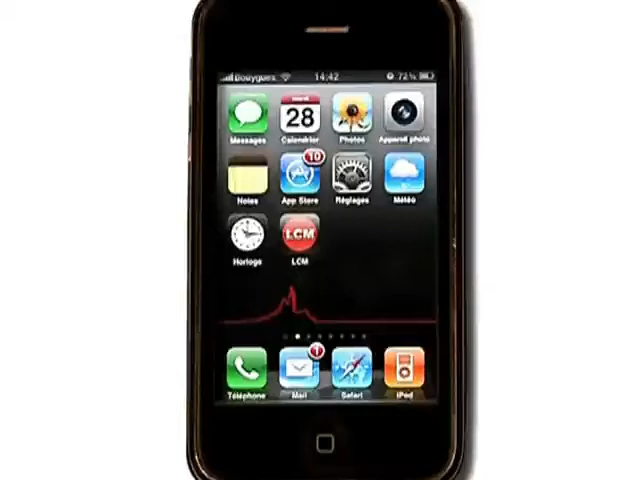 Bouygues 14:42 72%
28
Messages Calendrier Photos Appareil photo
10
Notes App Store Réglages Météo
LCM
Horloge LCM
1
Téléphone Mail Safari iPod